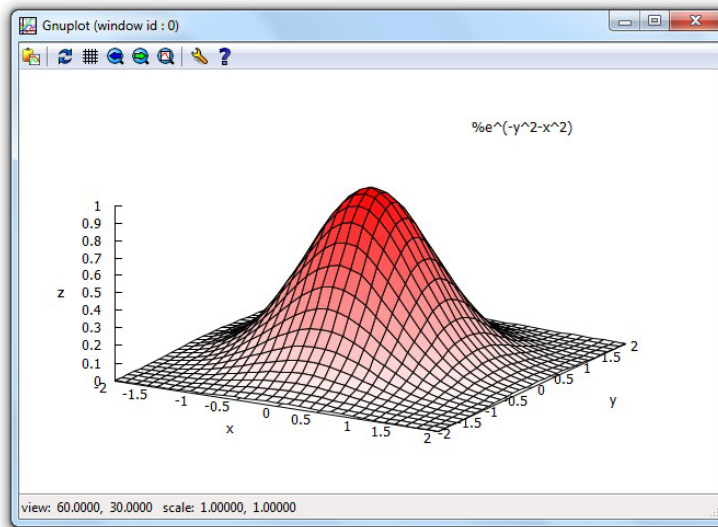 Gnuplot (window id : 0)
?
%e^(-y^2-x^2)
1
0.9
0.8
0.7
0.6
z 0.5
0.4
0.3
0.2
0.1
0
-2 -1.5 -1 -0.5 0 0.5 1 1.5 2
x
-2 -1.5 -1 -0.5 0 0.5 1 1.5 2
y
view: 60.0000, 30.0000 scale: 1.00000, 1.00000